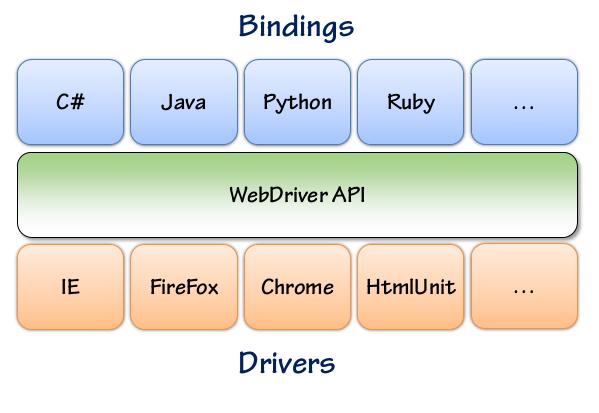 Bindings
C# Java Python Ruby ...
WebDriver API
IE FireFox Chrome HtmlUnit ...
Drivers